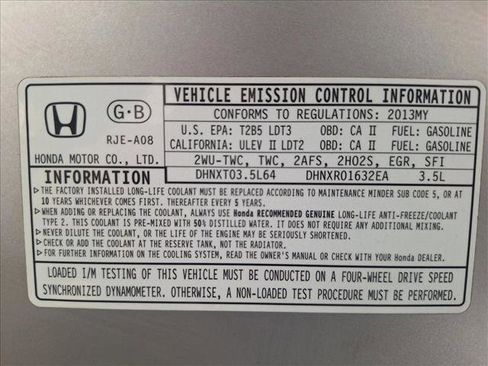 G·B
RJE-A08
HONDA MOTOR CO., LTD.
VEHICLE EMISSION CONTROL INFORMATION
CONFORMS TO REGULATIONS: 2013MY
U.S. EPA: T2B5 LDT3 OBD: CA II FUEL: GASOLINE
CALIFORNIA: ULEV II LDT2 OBD: CA II FUEL: GASOLINE
2WU-TWC, TWC, 2AFS, 2HO2S, EGR, SFI
DHNXT03.5L64 DHNXR01632EA 3.5L
INFORMATION
THE FACTORY INSTALLED LONG-LIFE COOLANT MUST BE REPLACED ACCORDING TO MAINTENANCE MINDER SUB CODE 5, OR AT
10 YEARS WHICHEVER COMES FIRST. THEREAFTER EVERY 5 YEARS.
WHEN ADDING OR REPLACING THE COOLANT, ALWAYS USE Honda RECOMMENDED GENUINE LONG-LIFE ANTI-FREEZE/COOLANT
TYPE 2. THIS COOLANT IS PRE-MIXED WITH 50% DISTILLED WATER AND DOES NOT REQUIRE ANY ADDITIONAL MIXING.
NEVER DILUTE THE COOLANT, OR THE LIFE OF THE ENGINE MAY BE SERIOUSLY SHORTENED.
CHECK OR ADD THE COOLANT AT THE RESERVE TANK, NOT THE RADIATOR.
FOR FURTHER INFORMATION ON THE COOLING SYSTEM, READ THE OWNER'S MANUAL OR CHECK WITH YOUR Honda DEALER.
LOADED I/M TESTING OF THIS VEHICLE MUST BE CONDUCTED ON A FOUR-WHEEL DRIVE SPEED
SYNCHRONIZED DYNAMOMETER. OTHERWISE, A NON-LOADED TEST PROCEDURE MUST BE PERFORMED.